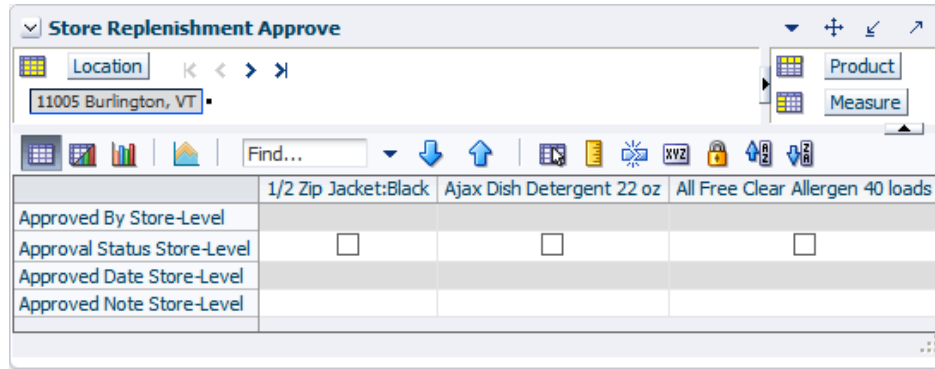 Store Replenishment Approve
Location
Product
11005 Burlington, VT
Measure
Find...
XYZ
1/2 Zip Jacket:Black Ajax Dish Detergent 22 oz All Free Clear Allergen 40 loads
Approved By Store-Level
Approval Status Store-Level
Approved Date Store-Level
Approved Note Store-Level